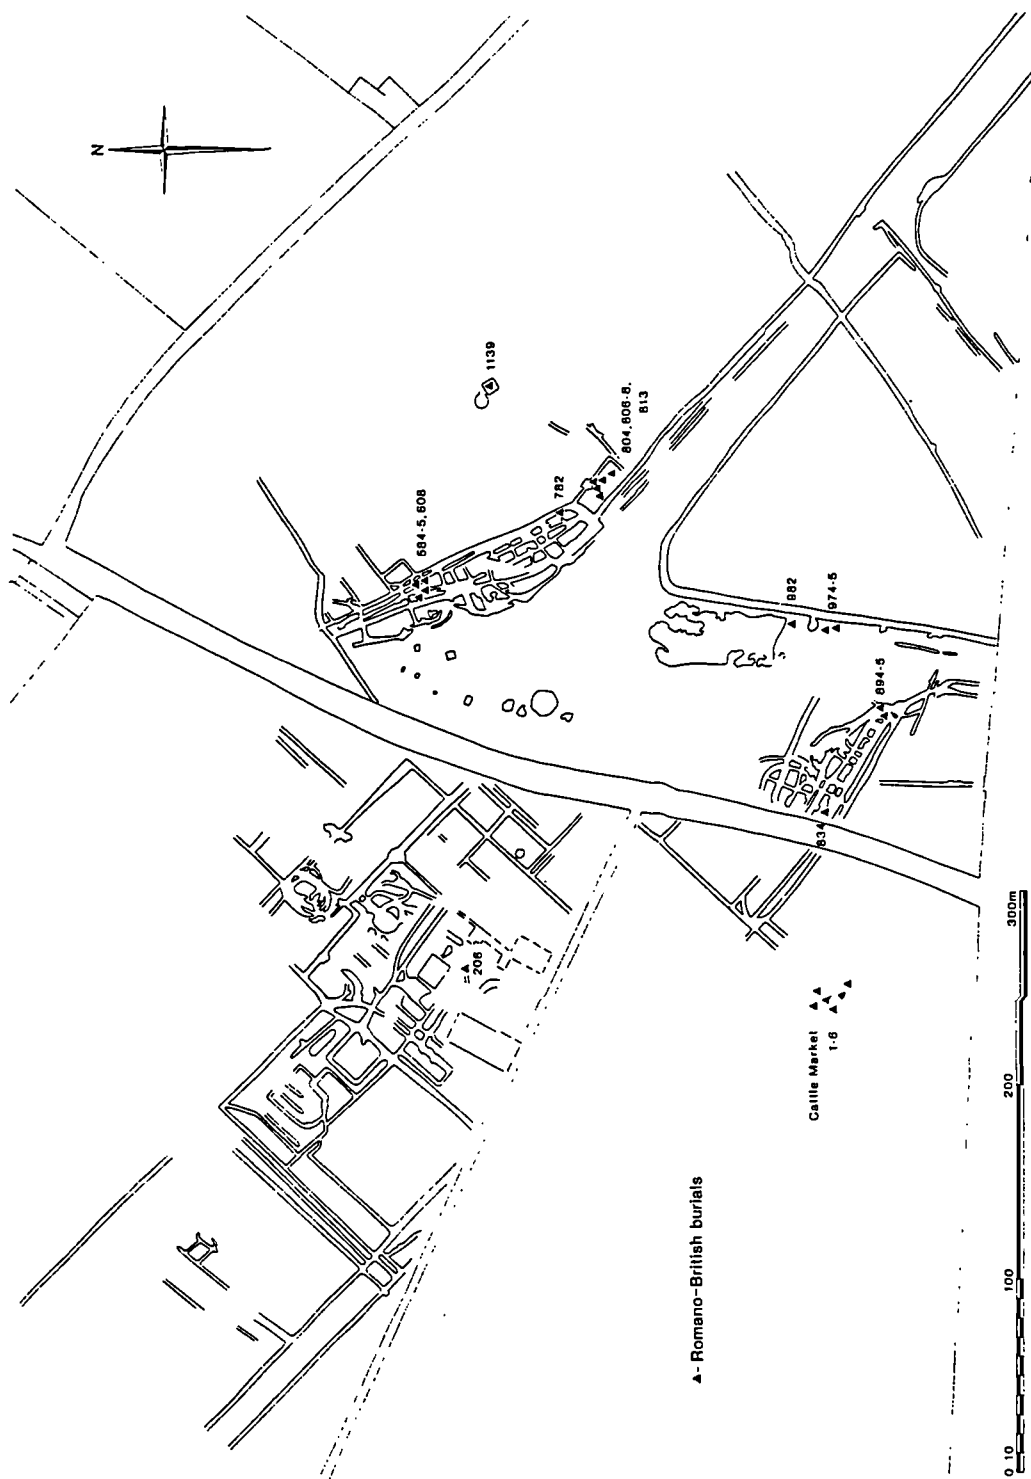 N
1139
584-5,608
782
804,806-8,
813
982
974-5
894-5
834
206
Cattle Market
1-6
- Romano-British burials
0 10 100 200 300m